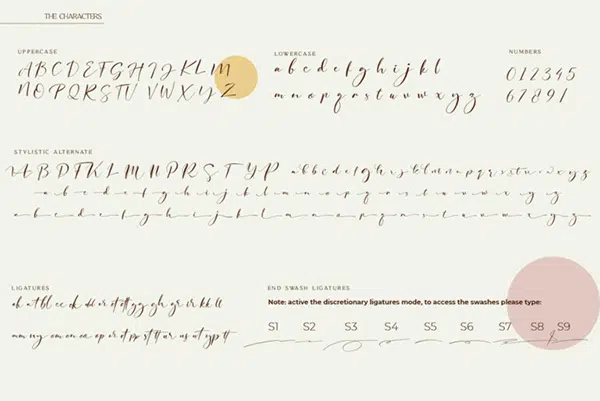 THE CHARACTERS
UPPERCASE
A B C D E F G H I J K L M
N O P Q R S T U V W X Y Z
LOWERCASE
a b c d e f g h i j k l
m n o p q r s t u v w x y z
NUMBERS
0 1 2 3 4 5
6 7 8 9 1
STYLISTIC ALTERNATE
A B D F K L M N P R S T Y P a b c d e f g h i j k l m n o p q r s t u v w x y z
a b c d e f g h i j k l m n o p q r s t u v w x y z
a b c d e f g h i j k l m n o p q r s t u v w x y z
LIGATURES
END SWASH LIGATURES
Note: active the discretionary ligatures mode, to access the swashes please type:
S1 S2 S3 S4 S5 S6 S7 S8 S9